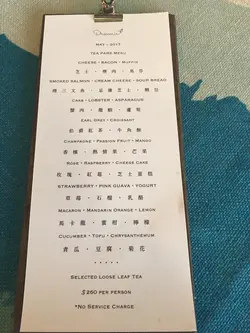 MAY - 2017
TEA PARK MENU
CHEESE • BACON • MUFFIN
芝士 • 煙肉 • 馬芬
SMOKED SALMON • CREAM CHEESE • SOUR BREAD
煙三文魚 • 忌廉芝士 • 酸包
CRAB • LOBSTER • ASPARAGUS
蟹肉 • 龍蝦 • 蘆筍
EARL GREY • CROISSANT
伯爵紅茶 • 牛角酥
CHAMPAGNE • PASSION FRUIT • MANGO
香檳 • 熱情果 • 芒果
ROSE • RASPBERRY • CHEESE CAKE
玫瑰 • 紅莓 • 芝士蛋糕
STRAWBERRY • PINK GUAVA • YOGURT
草莓 • 石榴 • 乳酪
MACARON • MANDARIN ORANGE • LEMON
馬卡龍 • 蜜柑 • 檸檬
CUCUMBER • TOFU • CHRYSANTHEMUM
青瓜 • 豆腐 • 菊花
SELECTED LOOSE LEAF TEA
$260 PER PERSON
*NO SERVICE CHARGE